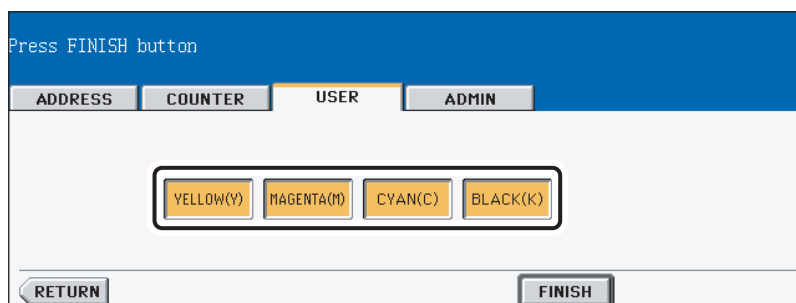 Press FINISH button
ADDRESS COUNTER USER ADMIN
YELLOW(Y) MAGENTA(M) CYAN(C) BLACK(K)
RETURN FINISH